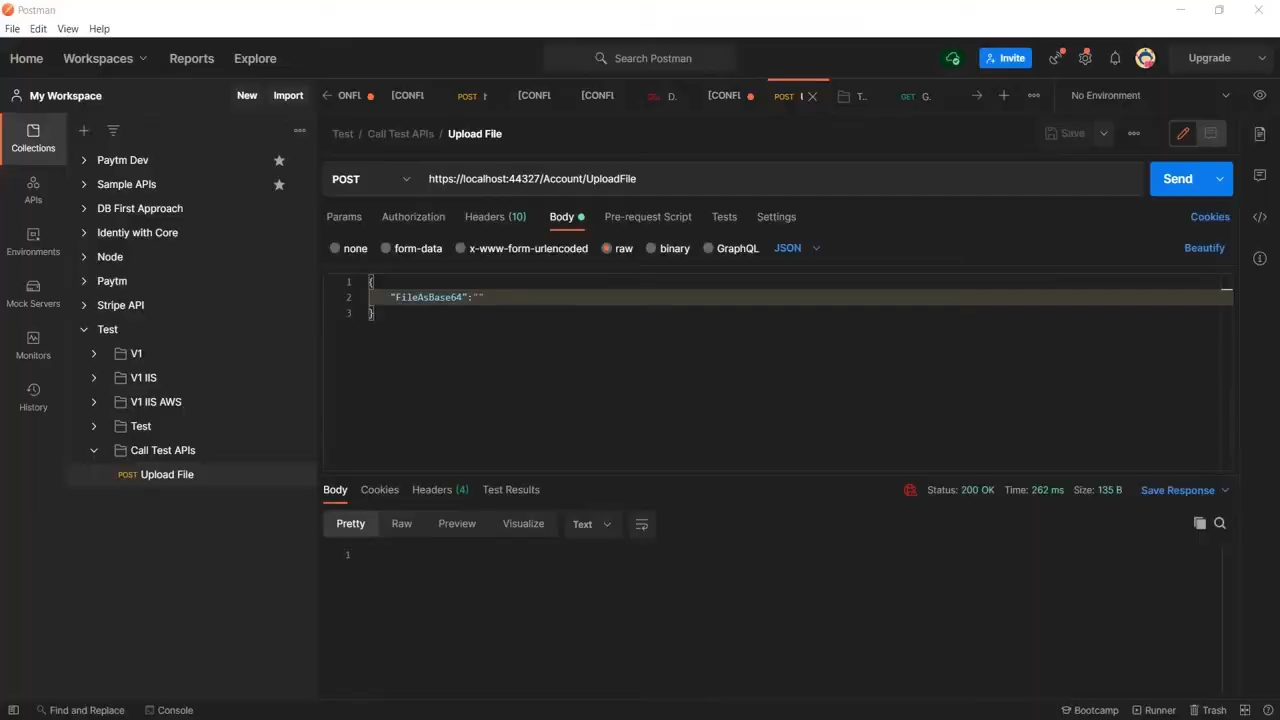 Postman
File Edit View Help
Home Workspaces Reports Explore Search Postman Invite Upgrade
My Workspace New Import ONFL [CONFL POST [CONFL [CONFL D. [CONFL POST T.. GET G. No Environment
Test / Call Test APIs / Upload File Save
Collections
APIs
Environments
Mock Servers
Monitors
History
Paytm Dev
Sample APIs
DB First Approach
Identiy with Core
Node
Paytm
Stripe API
Test
V1
V1 IIS
V1 IIS AWS
Test
Call Test APIs
POST Upload File
POST https://localhost:44327/Account/UploadFile Send
Params Authorization Headers (10) Body Pre-request Script Tests Settings Cookies
none form-data x-www-form-urlencoded raw binary GraphQL JSON Beautify
1 {
2 "FileAsBase64":""
3 }
Body Cookies Headers (4) Test Results Status: 200 OK Time: 262 ms Size: 135 B Save Response
Pretty Raw Preview Visualize Text
1
Find and Replace Console Bootcamp Runner Trash